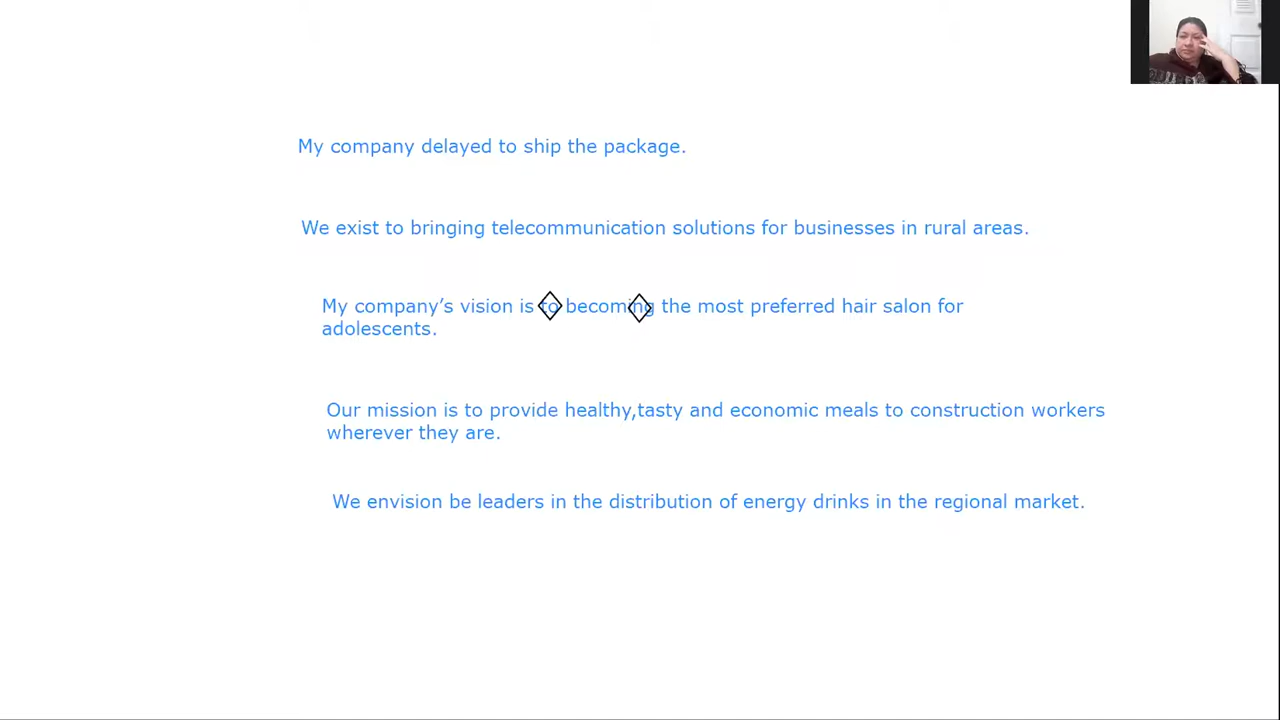 My company delayed to ship the package.
We exist to bringing telecommunication solutions for businesses in rural areas.
My company’s vision is to becoming the most preferred hair salon for
adolescents.
Our mission is to provide healthy,tasty and economic meals to construction workers
wherever they are.
We envision be leaders in the distribution of energy drinks in the regional market.